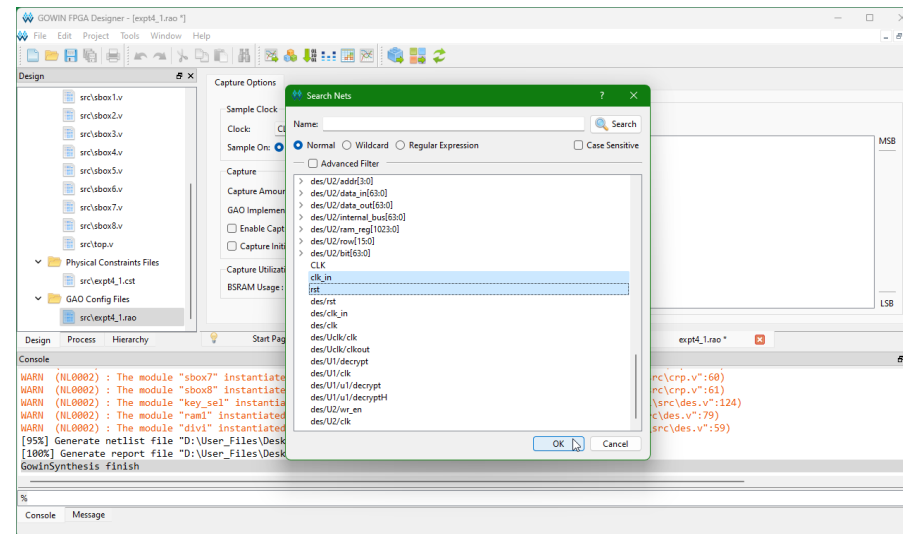 GOWIN FPGA Designer - [expt4_1.rao *]
File Edit Project Tools Window Help
Design
src\sbox1.v
src\sbox2.v
src\sbox3.v
src\sbox4.v
src\sbox5.v
src\sbox6.v
src\sbox7.v
src\sbox8.v
src\top.v
Physical Constraints Files
src\expt4_1.cst
GAO Config Files
src\expt4_1.rao
Design Process Hierarchy
Capture Options
Sample Clock
Clock: CL
Sample On:
Capture
Capture Amour
GAO Implemen
Enable Capt
Capture Initi
Capture Utilizati
BSRAM Usage:
MSB
LSB
Search Nets
Name: Search
Normal Wildcard Regular Expression Case Sensitive
Advanced Filter
des/U2/addr[3:0]
des/U2/data_in[63:0]
des/U2/data_out[63:0]
des/U2/internal_bus[63:0]
des/U2/ram_reg[1023:0]
des/U2/row[15:0]
des/U2/bit[63:0]
CLK
clk_in
rst
des/rst
des/clk_in
des/clk
des/Uclk/clk
des/Uclk/clkout
des/U1/decrypt
des/U1/clk
des/U1/u1/decrypt
des/U1/u1/decryptH
des/U2/wr_en
des/U2/clk
OK Cancel
Start Pag expt4_1.rao *
Console
WARN (NL0002) : The module "sbox7" instantiate rc\crp.v":60)
WARN (NL0002) : The module "sbox8" instantiate rc\crp.v":61)
WARN (NL0002) : The module "key_sel" instantia \src\des.v":124)
WARN (NL0002) : The module "ram1" instantiated rc\des.v":79)
WARN (NL0002) : The module "divi" instantiated src\des.v":59)
[95%] Generate netlist file "D:\User_Files\Desk
[100%] Generate report file "D:\User_Files\Desk
GowinSynthesis finish
%
Console Message